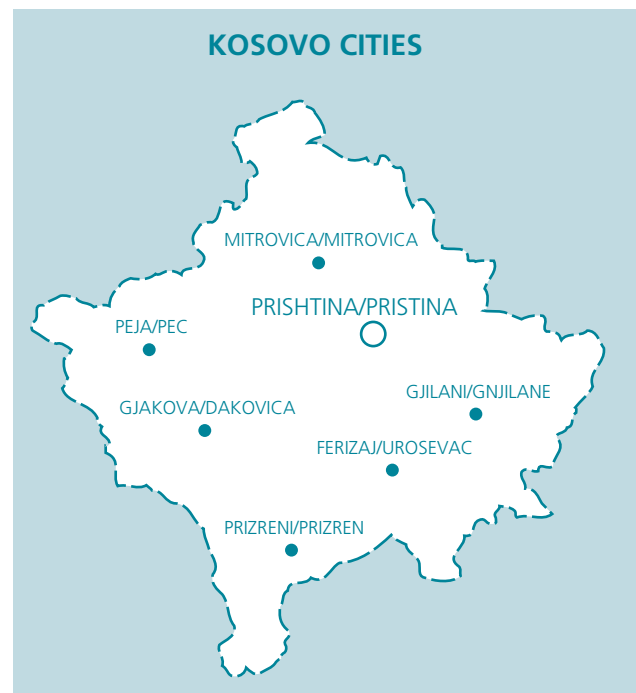 KOSOVO CITIES
MITROVICA/MITROVICA
PRISHTINA/PRISTINA
PEJA/PEC
GJILANI/GNJILANE
GJAKOVA/DAKOVICA
FERIZAJ/UROSEVAC
PRIZRENI/PRIZREN